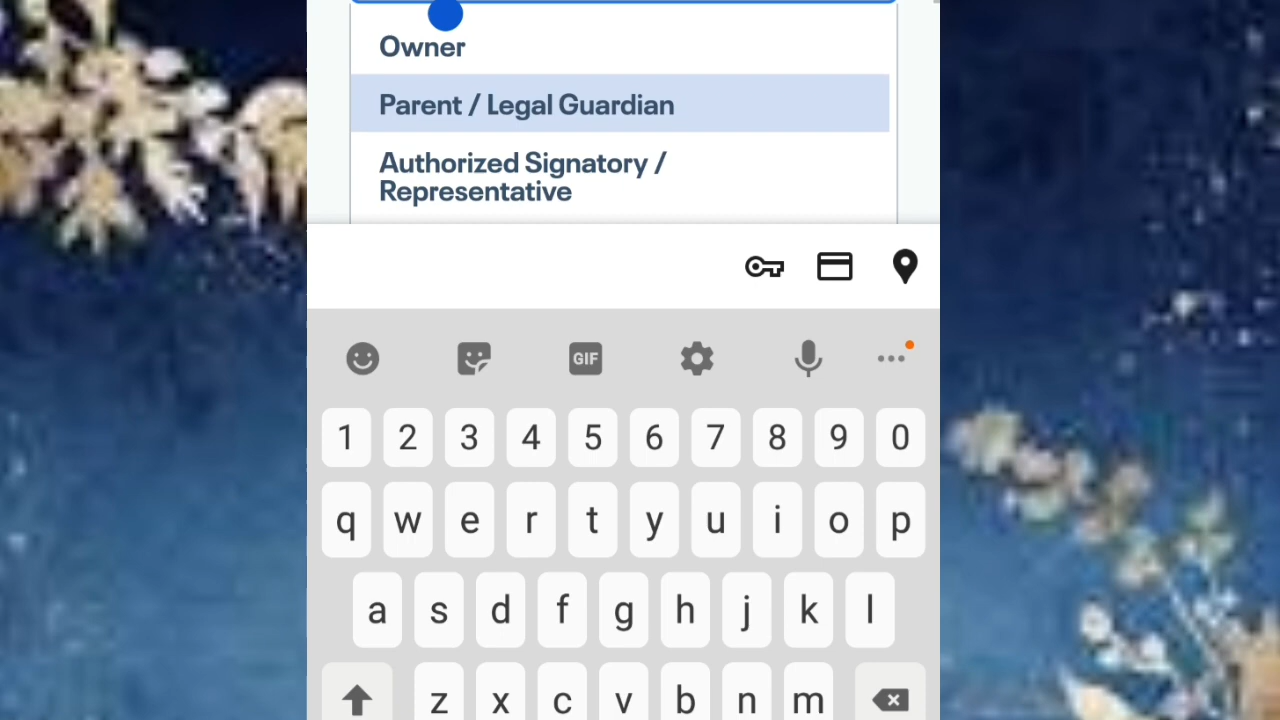 Owner
Parent / Legal Guardian
Authorized Signatory /
Representative
GIF
1 2 3 4 5 6 7 8 9 0
q w e r t y u i o p
a s d f g h j k l
z x c v b n m